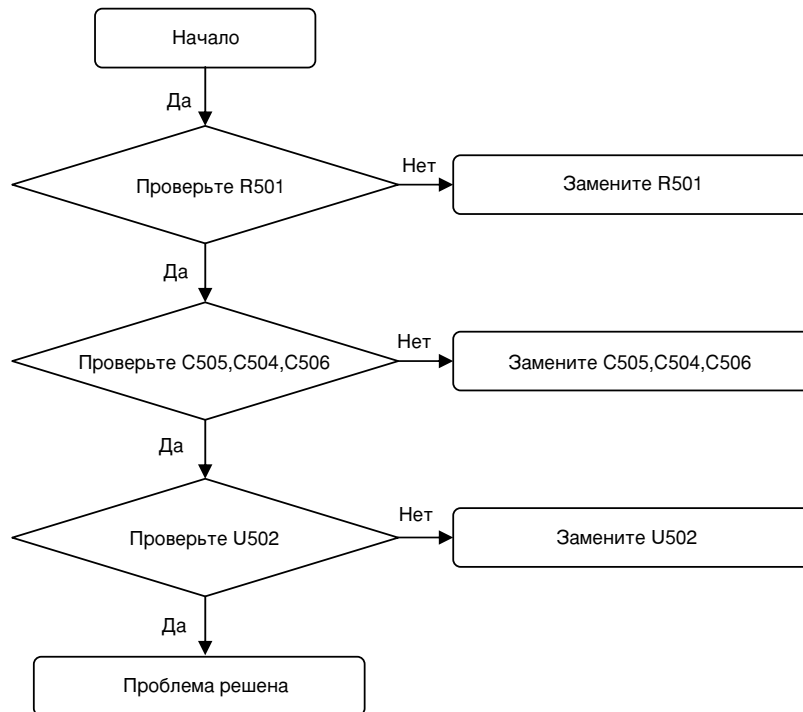 Начало
Да
Проверьте R501
Нет
Замените R501
Да
Проверьте C505,C504,C506
Нет
Замените C505,C504,C506
Да
Проверьте U502
Нет
Замените U502
Да
Проблема решена